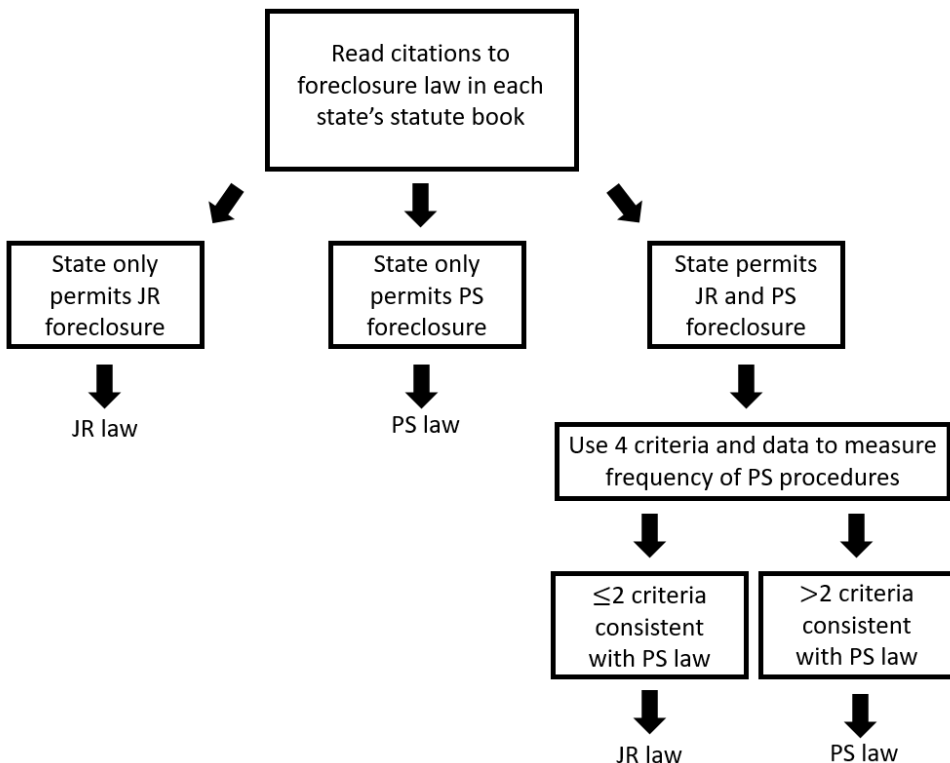 Read citations to
foreclosure law in each
state's statute book
State only
permits JR
foreclosure
State only
permits PS
foreclosure
State permits
JR and PS
foreclosure
JR law
PS law
Use 4 criteria and data to measure
frequency of PS procedures
≤2 criteria
consistent
with PS law
>2 criteria
consistent
with PS law
JR law
PS law